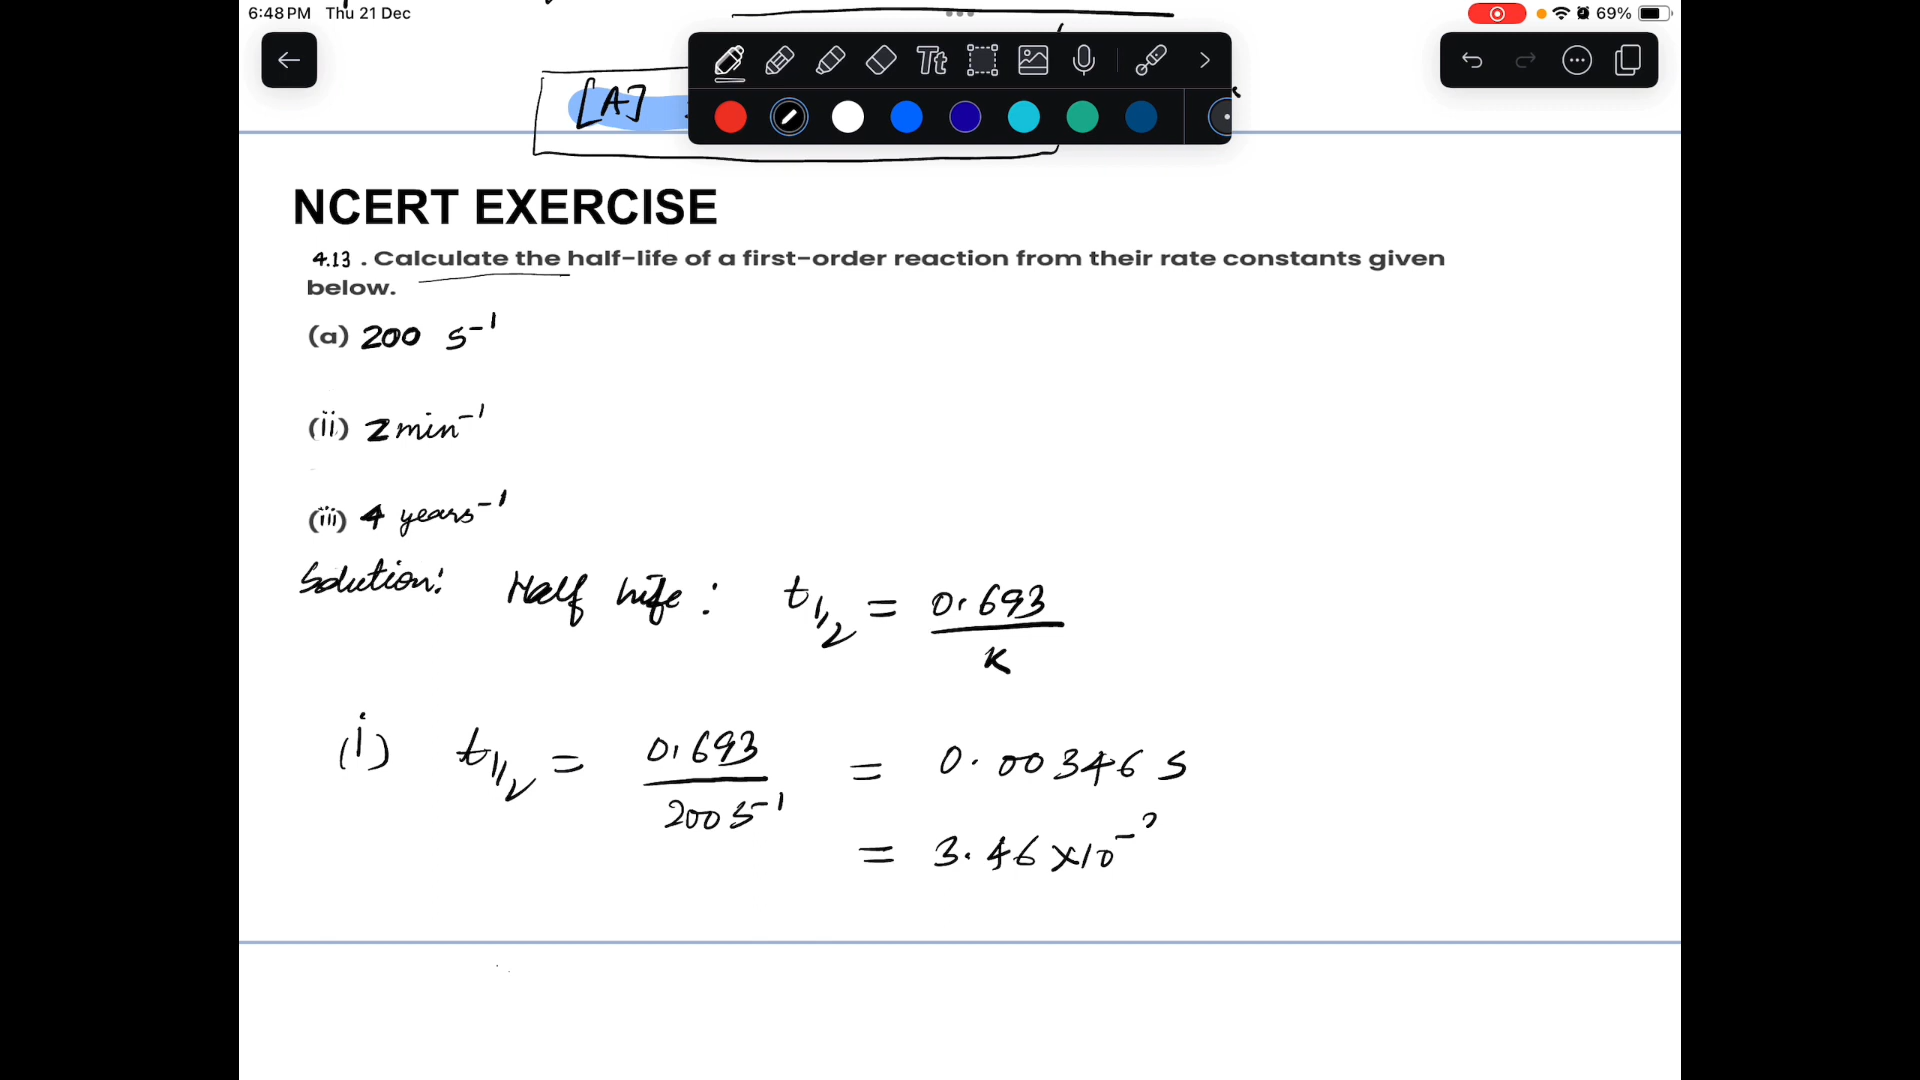 6:48 PM Thu 21 Dec
69%
Tt
[A]
NCERT EXERCISE
4.13 . Calculate the half-life of a first-order reaction from their rate constants given
below.
(a) 200 s⁻¹
(ii) 2 min⁻¹
(iii) 4 years⁻¹
Solution: Half life : t1/2 = 0.693/K
(i) t1/2 = 0.693/200 s⁻¹ = 0.00346 s
= 3.46 x10⁻